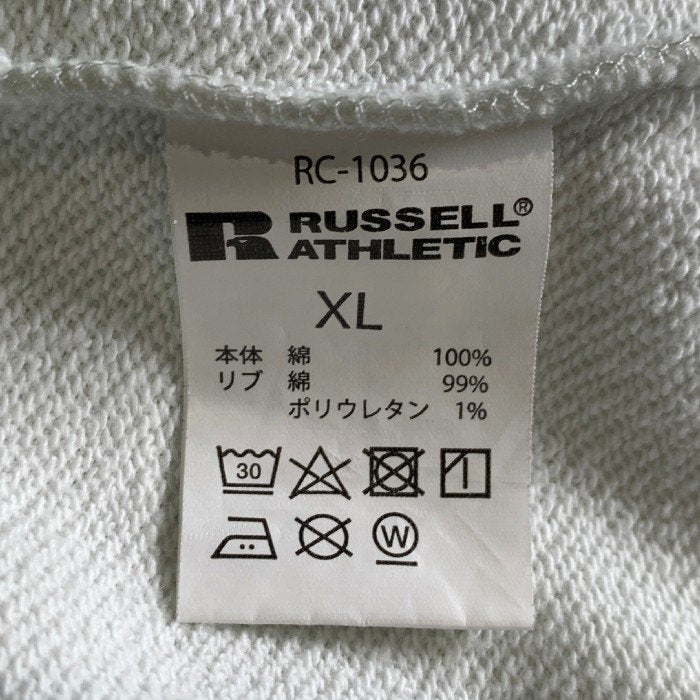 RC-1036
RUSSELL®
ATHLETIC
XL
本体 綿 100%
リブ 綿 99%
ポリウレタン 1%
30
W